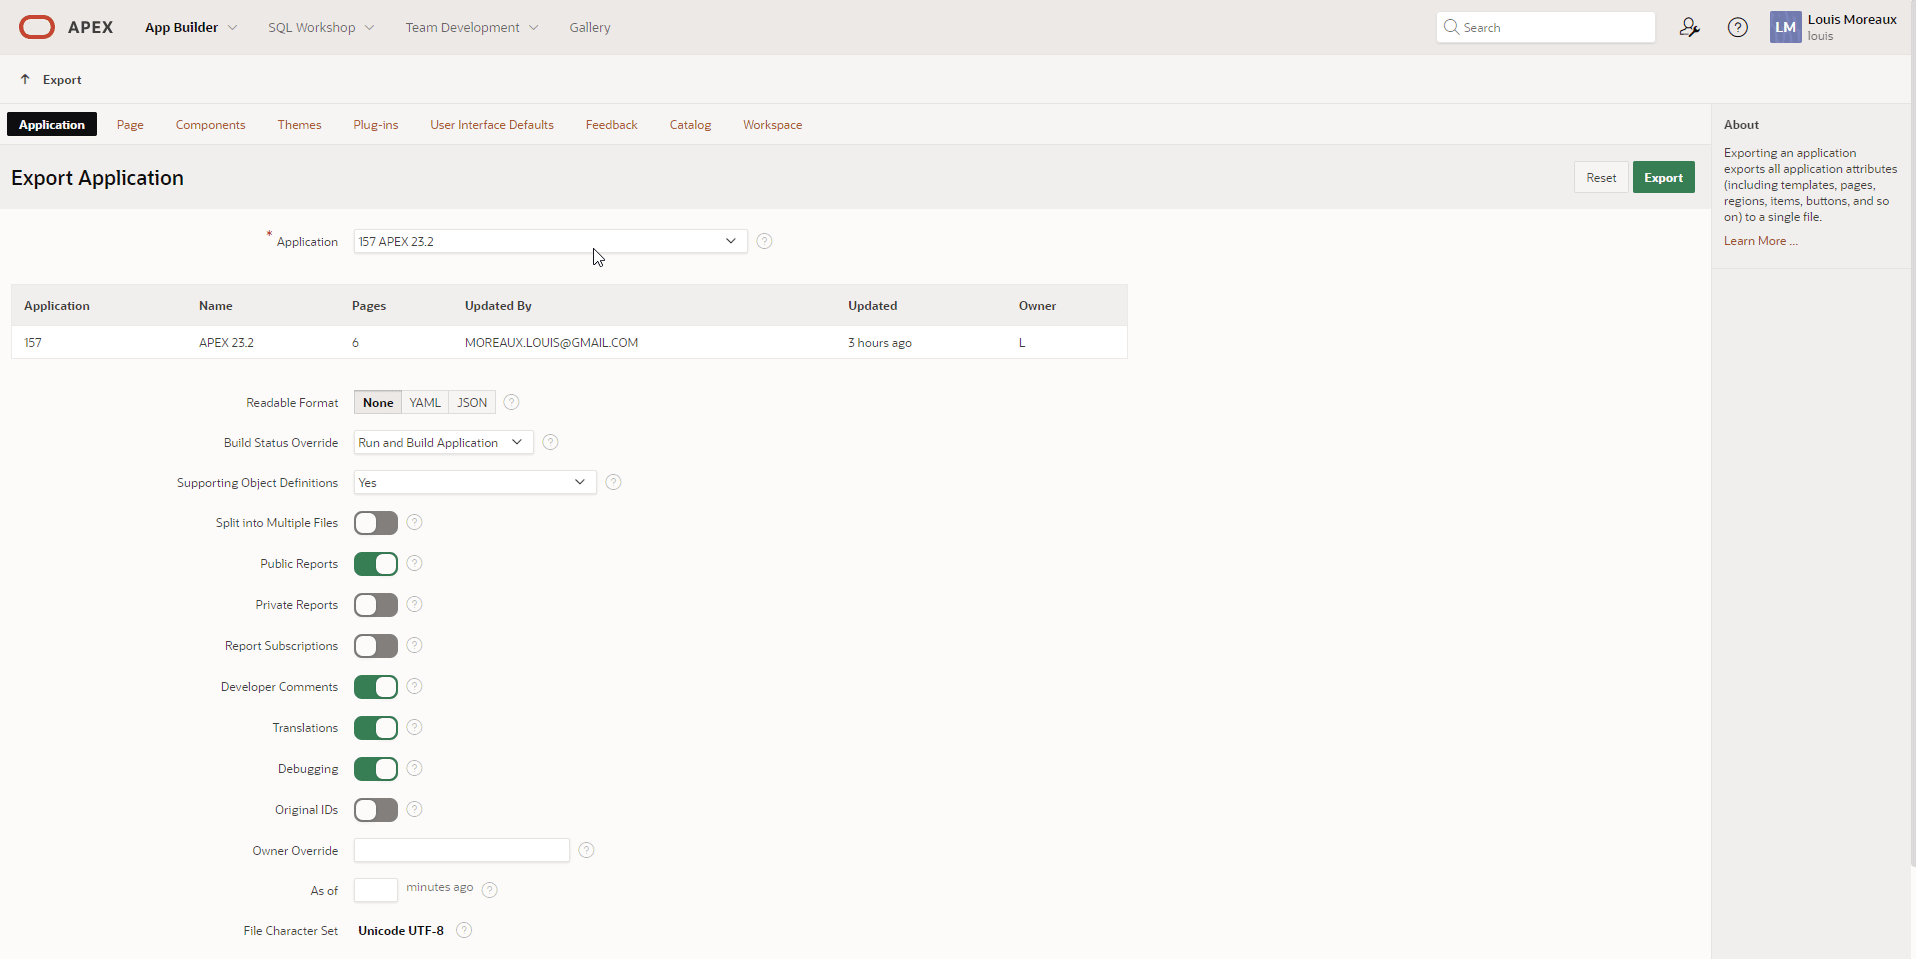 APEX App Builder SQL Workshop Team Development Gallery Search ? LM Louis Moreaux
louis
Export
Application Page Components Themes Plug-ins User Interface Defaults Feedback Catalog Workspace
Export Application Reset Export
* Application 157 APEX 23.2 ?
Application Name Pages Updated By Updated Owner
157 APEX 23.2 6 MOREAUX.LOUIS@GMAIL.COM 3 hours ago L
Readable Format None YAML JSON ?
Build Status Override Run and Build Application ?
Supporting Object Definitions Yes ?
Split into Multiple Files ?
Public Reports ?
Private Reports ?
Report Subscriptions ?
Developer Comments ?
Translations ?
Debugging ?
Original IDs ?
Owner Override ?
As of minutes ago ?
File Character Set Unicode UTF-8 ?
About
Exporting an application
exports all application attributes
(including templates, pages,
regions, items, buttons, and so
on) to a single file.
Learn More ...